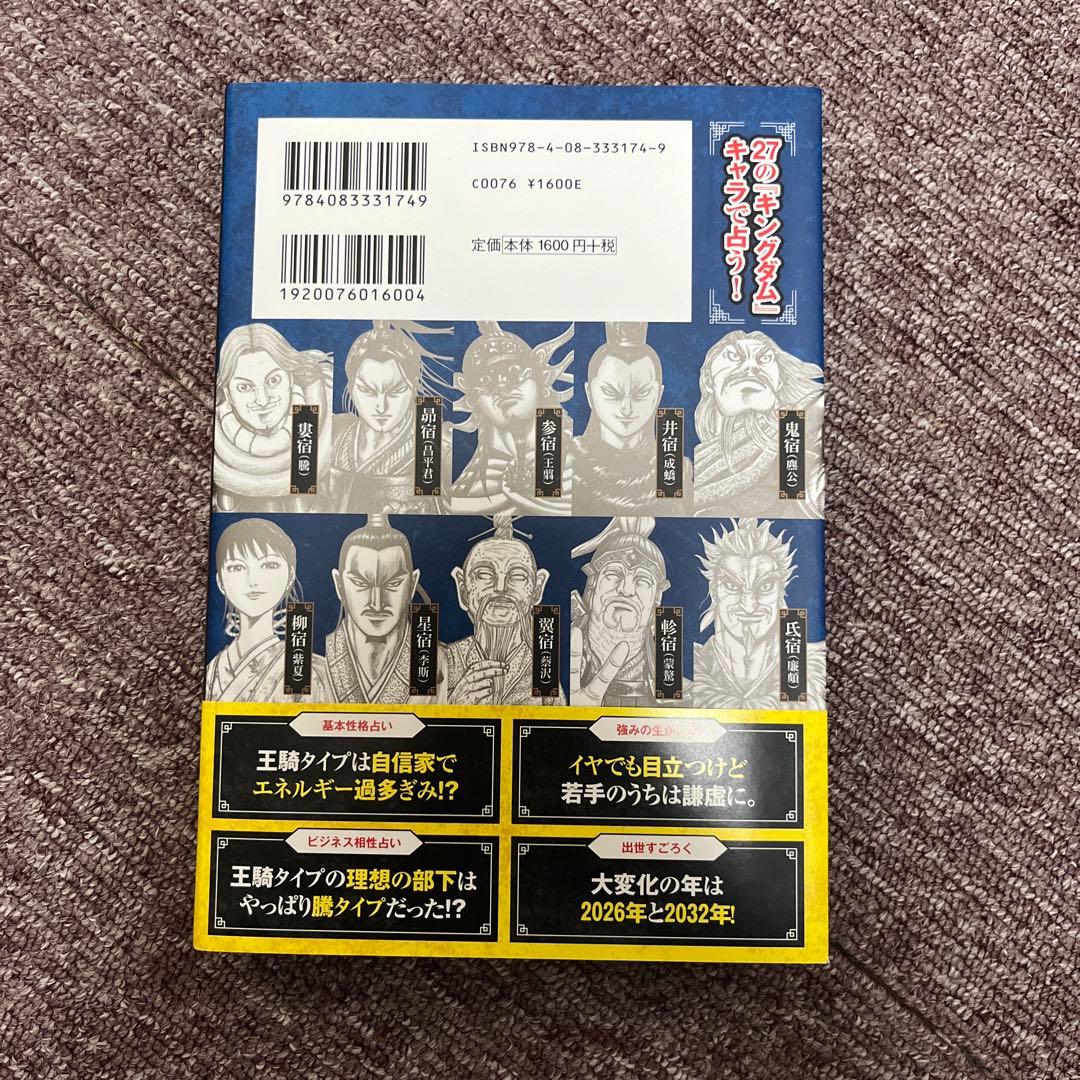 ISBN978-4-08-333174-9
C0076 ¥1600E
9784083331749
定価 本体 1600円+税
1920076016004
27の『キングダム』
キャラで占う！
鬼宿(麃公)
井宿(成蟜)
参宿(王翦)
昴宿(昌平君)
婁宿(騰)
氐宿(廉頗)
軫宿(蒙驁)
翼宿(蔡沢)
星宿(李斯)
柳宿(紫夏)
基本性格占い
王騎タイプは自信家で
エネルギー過多ぎみ!?
強みの生かし
イヤでも目立つけど
若手のうちは謙虚に。
ビジネス相性占い
王騎タイプの理想の部下は
やっぱり騰タイプだった!?
出世すごろく
大変化の年は
2026年と2032年!